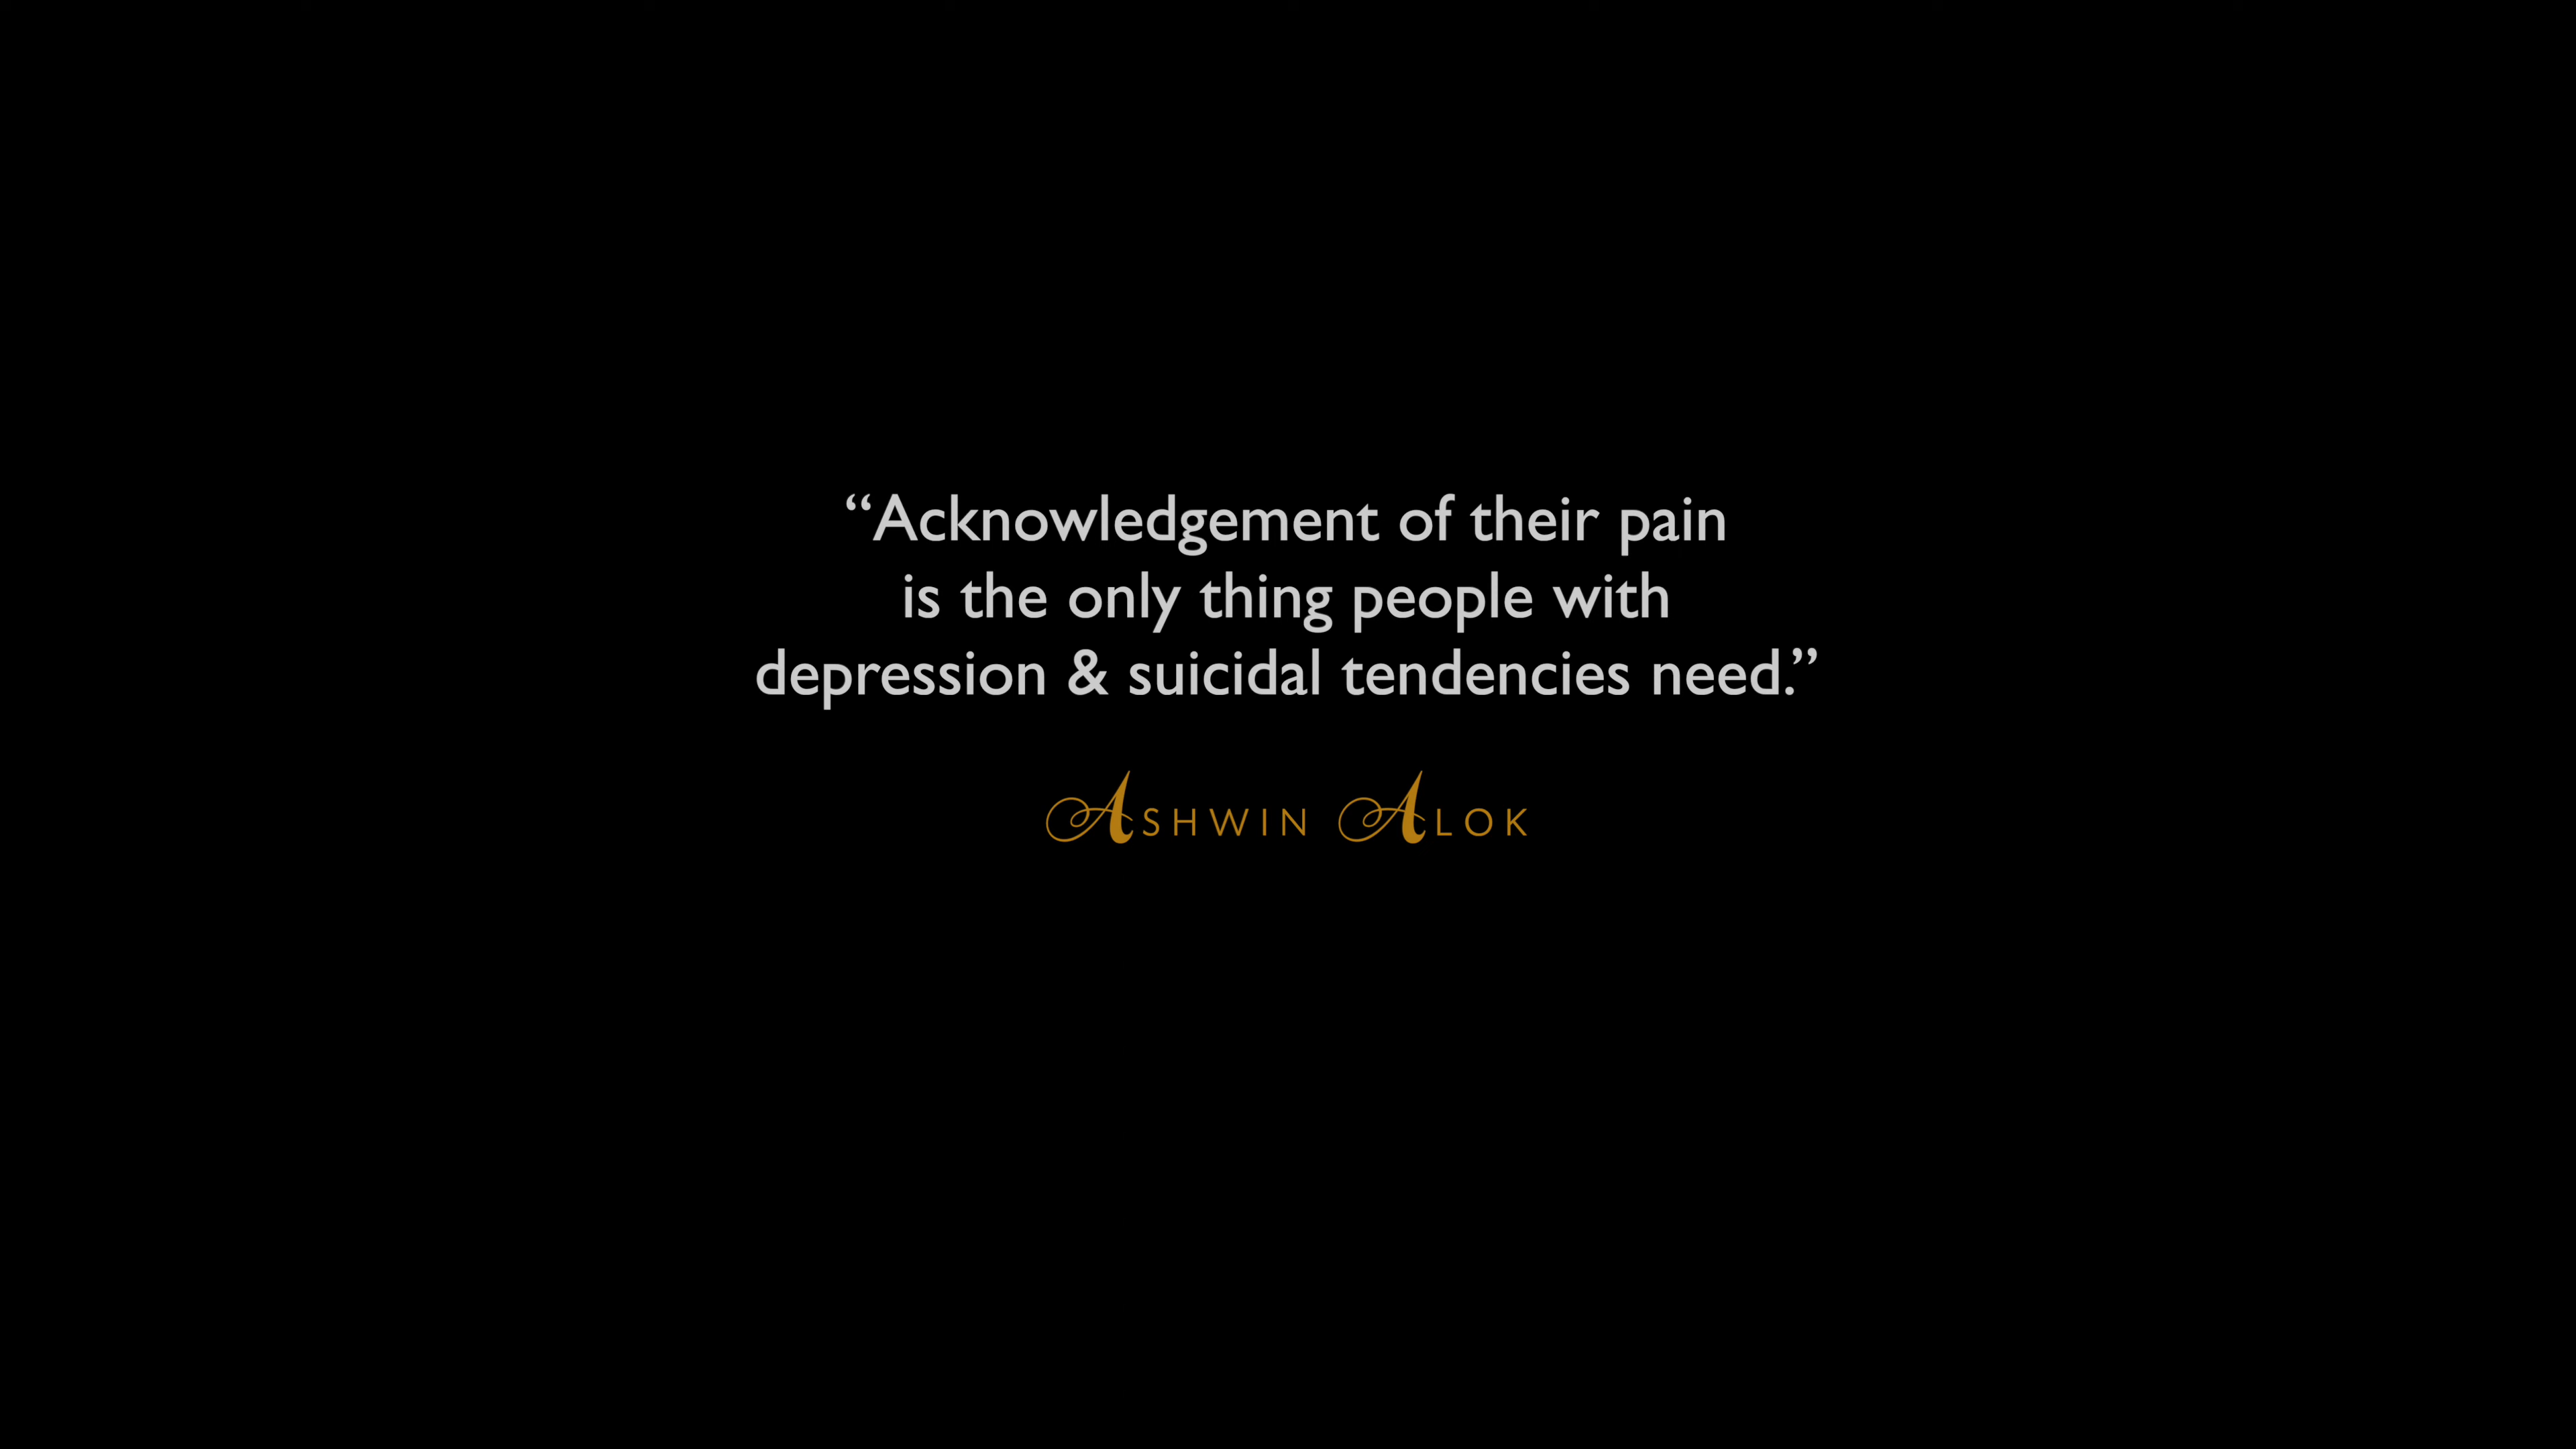 “Acknowledgement of their pain
is the only thing people with
depression & suicidal tendencies need.”
ASHWIN ALOK